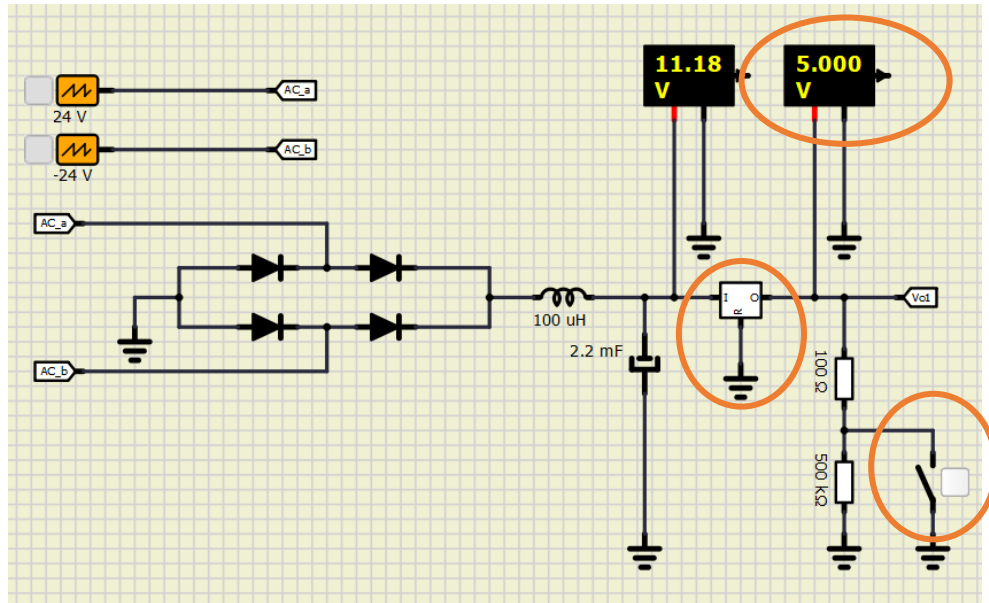 11.18
V
5.000
V
24 V
AC_a
-24 V
AC_b
AC_a
I
O
R
Vo1
100 uH
2.2 mF
100 Ω
AC_b
500 kΩ